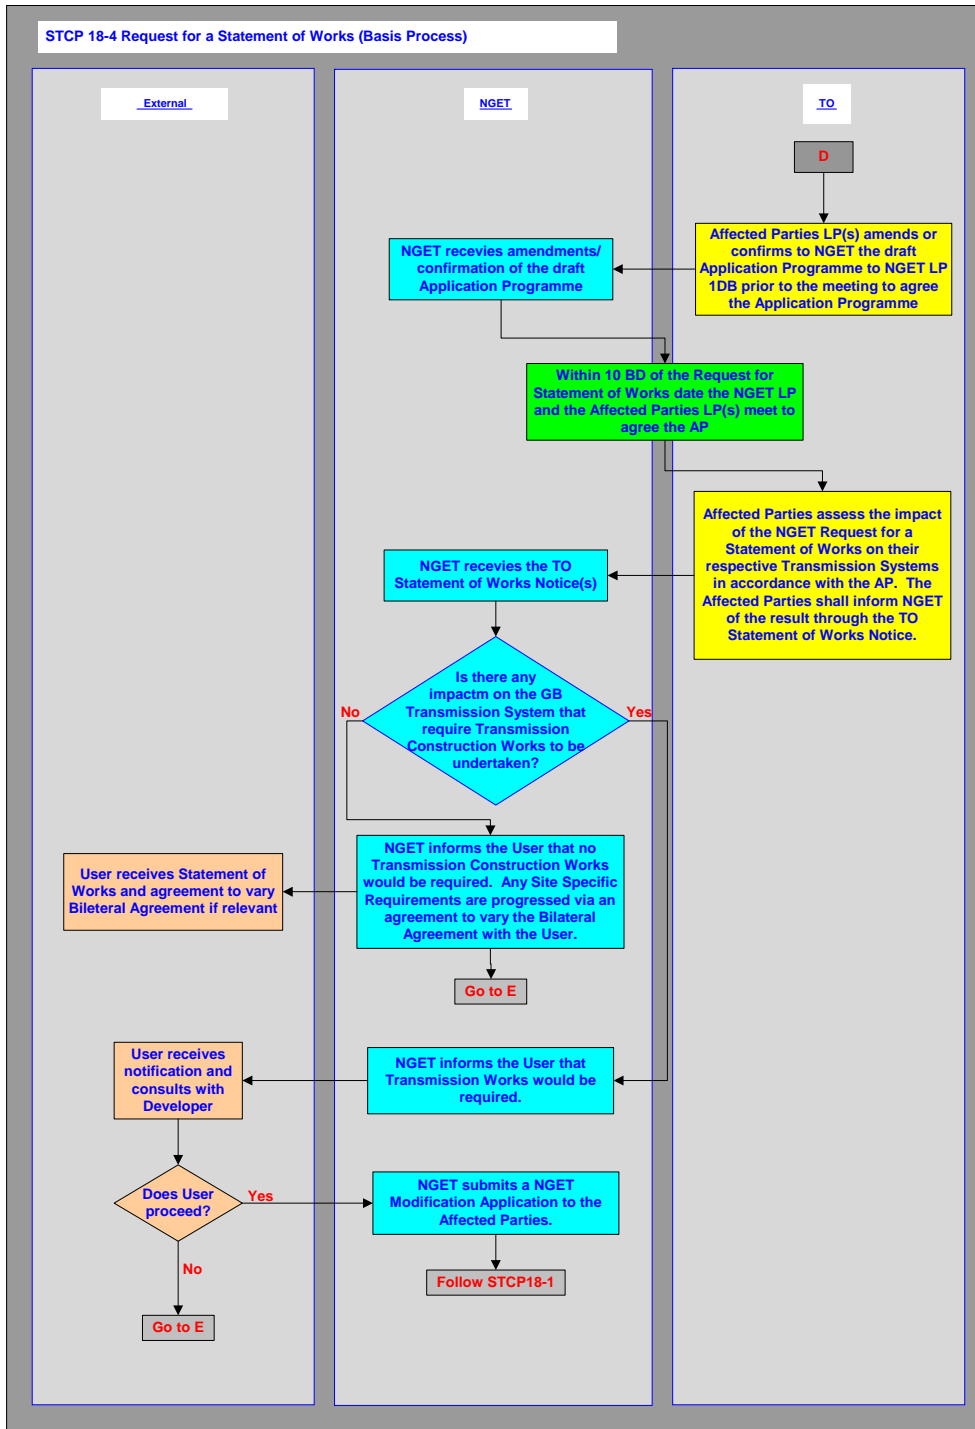 STCP 18-4 Request for a Statement of Works (Basis Process)
External
NGET
TO
D
Affected Parties LP(s) amends or
confirms to NGET the draft
Application Programme to NGET LP
1DB prior to the meeting to agree
the Application Programme
NGET recevies amendments/
confirmation of the draft
Application Programme
Within 10 BD of the Request for
Statement of Works date the NGET LP
and the Affected Parties LP(s) meet to
agree the AP
Affected Parties assess the impact
of the NGET Request for a
Statement of Works on their
respective Transmission Systems
in accordance with the AP. The
Affected Parties shall inform NGET
of the result through the TO
Statement of Works Notice.
NGET recevies the TO
Statement of Works Notice(s)
Is there any
impactm on the GB
Transmission System that
require Transmission
Construction Works to be
undertaken?
No
Yes
NGET informs the User that no
Transmission Construction Works
would be required. Any Site Specific
Requirements are progressed via an
agreement to vary the Bilateral
Agreement with the User.
User receives Statement of
Works and agreement to vary
Bileteral Agreement if relevant
Go to E
NGET informs the User that
Transmission Works would be
required.
User receives
notification and
consults with
Developer
Does User
proceed?
Yes
NGET submits a NGET
Modification Application to the
Affected Parties.
No
Follow STCP18-1
Go to E